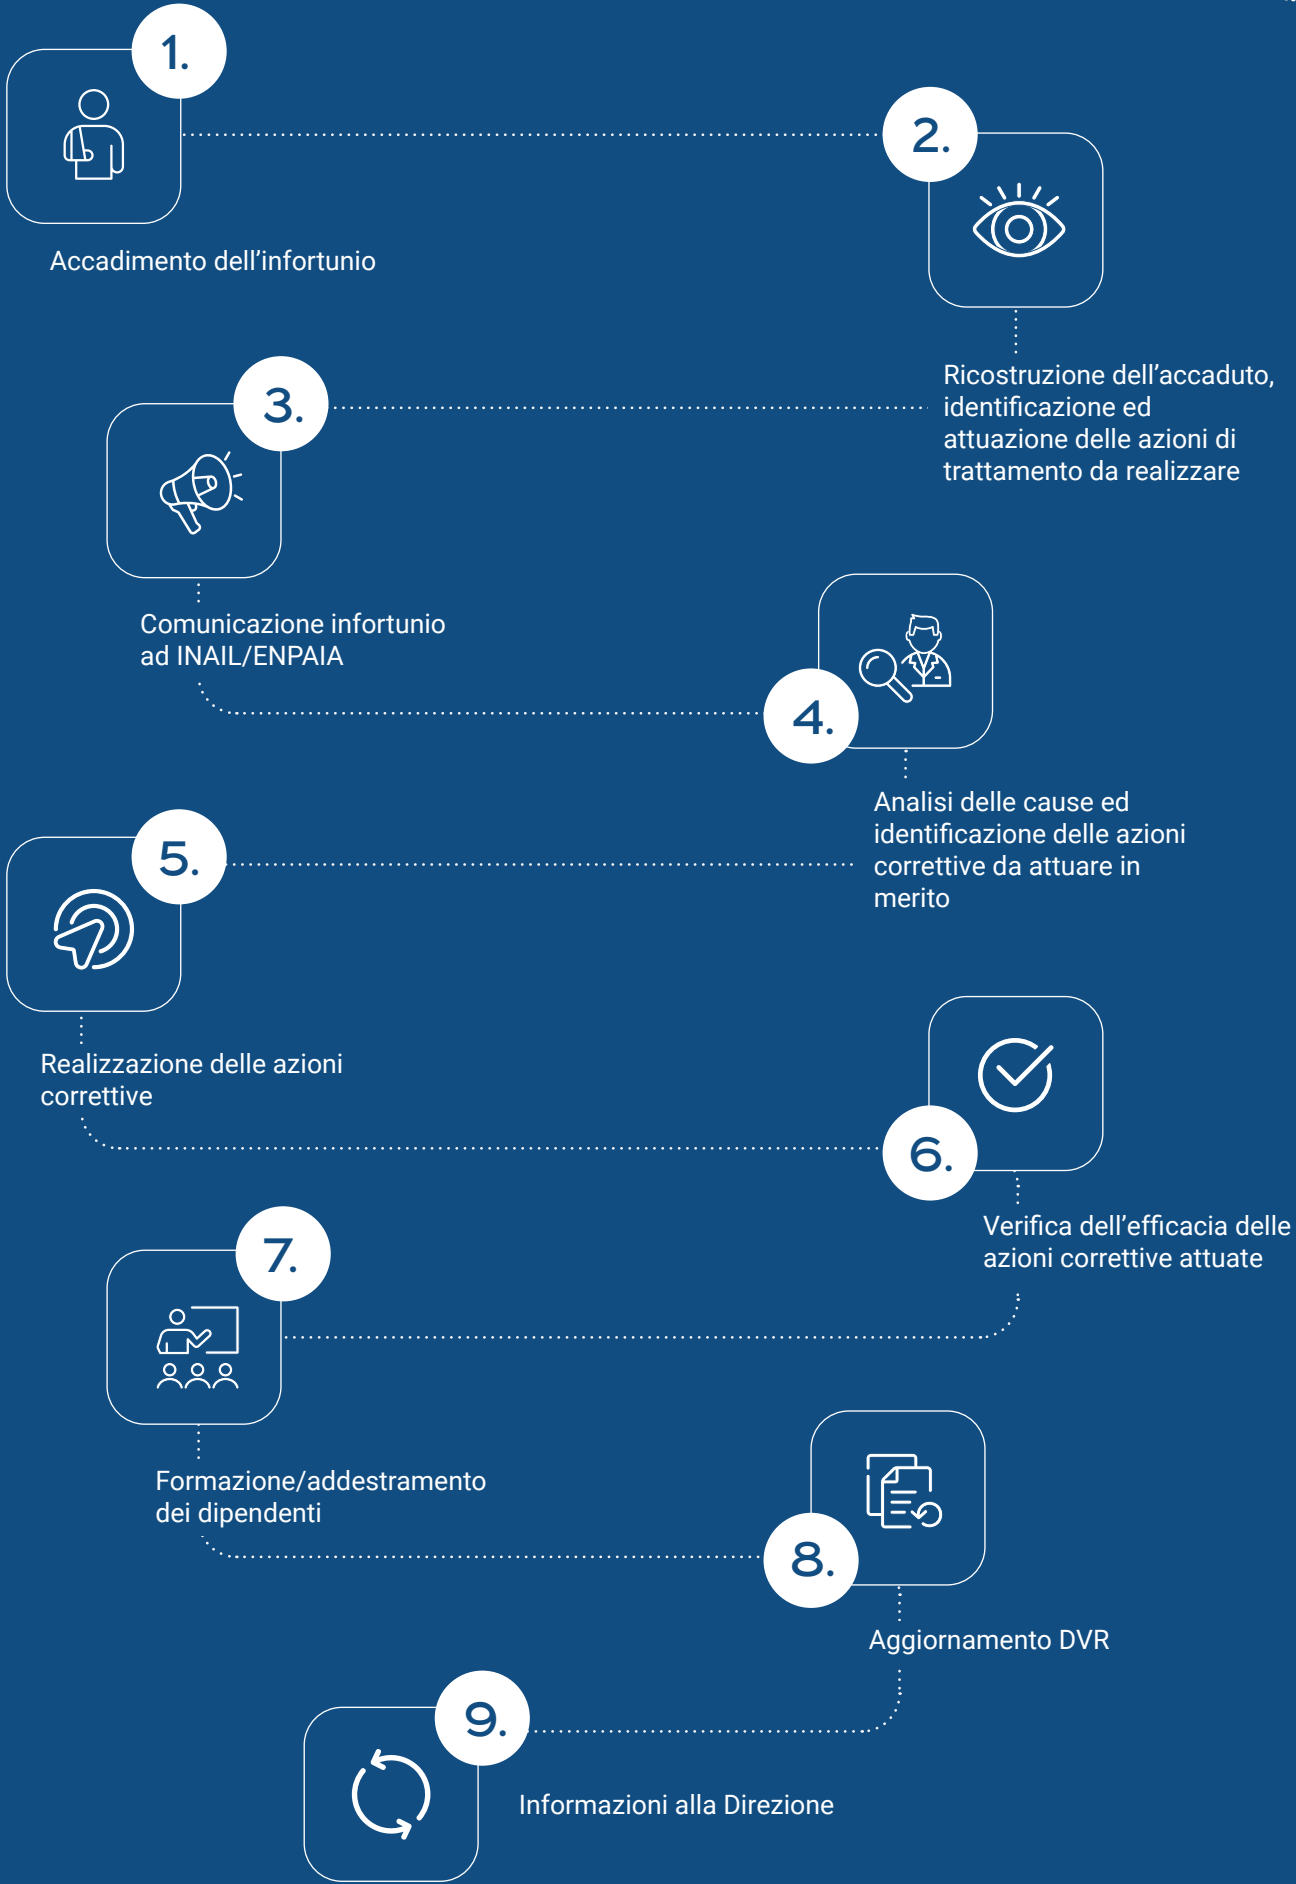 1.
Accadimento dell’infortunio
2.
Ricostruzione dell’accaduto,
identificazione ed
attuazione delle azioni di
trattamento da realizzare
3.
Comunicazione infortunio
ad INAIL/ENPAIA
4.
Analisi delle cause ed
identificazione delle azioni
correttive da attuare in
merito
5.
Realizzazione delle azioni
correttive
6.
Verifica dell’efficacia delle
azioni correttive attuate
7.
Formazione/addestramento
dei dipendenti
8.
Aggiornamento DVR
9.
Informazioni alla Direzione